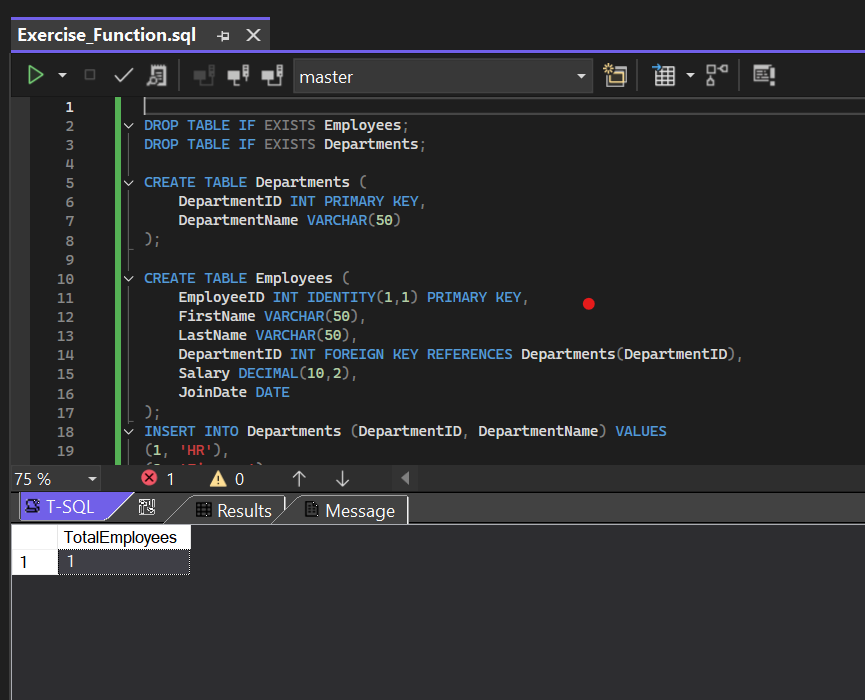 Exercise_Function.sql
master
1
2 DROP TABLE IF EXISTS Employees;
3 DROP TABLE IF EXISTS Departments;
4
5 CREATE TABLE Departments (
6 DepartmentID INT PRIMARY KEY,
7 DepartmentName VARCHAR(50)
8 );
9
10 CREATE TABLE Employees (
11 EmployeeID INT IDENTITY(1,1) PRIMARY KEY,
12 FirstName VARCHAR(50),
13 LastName VARCHAR(50),
14 DepartmentID INT FOREIGN KEY REFERENCES Departments(DepartmentID),
15 Salary DECIMAL(10,2),
16 JoinDate DATE
17 );
18 INSERT INTO Departments (DepartmentID, DepartmentName) VALUES
19 (1, 'HR'),
75 % 1 0
T-SQL Results Message
TotalEmployees
1 1